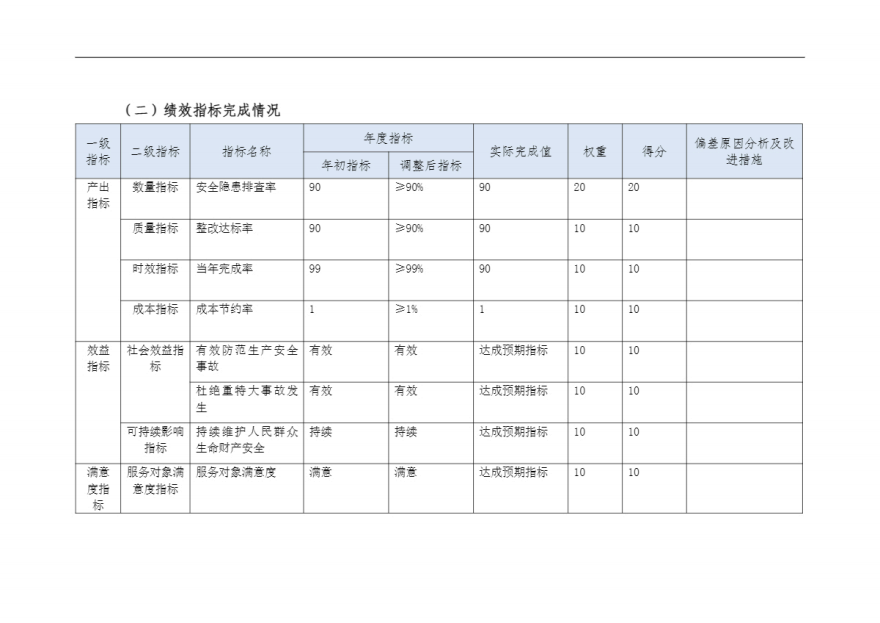 （二）绩效指标完成情况
一级指标 二级指标 指标名称 年度指标 实际完成值 权重 得分 偏差原因分析及改进措施
年初指标 调整后指标
产出指标 数量指标 安全隐患排查率 90 ≥90% 90 20 20
质量指标 整改达标率 90 ≥90% 90 10 10
时效指标 当年完成率 99 ≥99% 90 10 10
成本指标 成本节约率 1 ≥1% 1 10 10
效益指标 社会效益指标 有效防范生产安全事故 有效 有效 达成预期指标 10 10
杜绝重特大事故发生 有效 有效 达成预期指标 10 10
可持续影响指标 持续维护人民群众生命财产安全 持续 持续 达成预期指标 10 10
满意度指标 服务对象满意度指标 服务对象满意度 满意 满意 达成预期指标 10 10